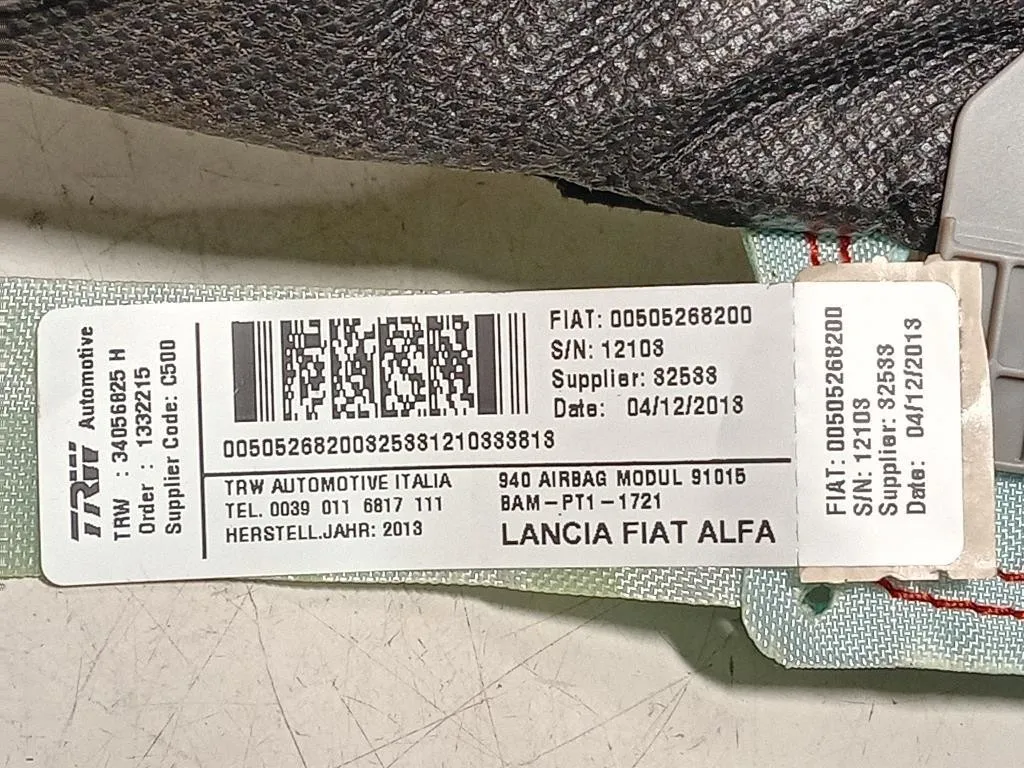 TRW Automotive
TRW : 34056825 H
Order : 1332215
Supplier Code: C500
FIAT: 00505268200
S/N: 12103
Supplier: 32533
Date: 04/12/2013
00505268200325331210333813
TRW AUTOMOTIVE ITALIA
TEL. 0039 011 6817 111
HERSTELL.JAHR: 2013
940 AIRBAG MODUL 91015
BAM-PT1-1721
LANCIA FIAT ALFA
FIAT: 00505268200
S/N: 12103
Supplier: 32533
Date: 04/12/2013